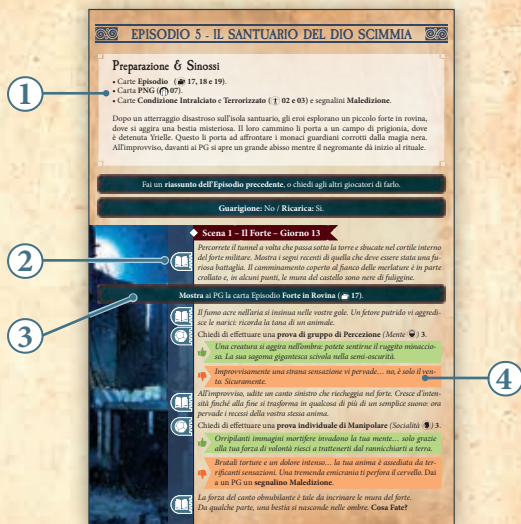 EPISODIO 5 - IL SANTUARIO DEL DIO SCIMMIA
Preparazione & Sinossi
• Carte Episodio (17, 18 e 19).
• Carta PNG (07).
• Carte Condizione Intralciato e Terrorizzato (02 e 03) e segnalini Maledizione.
Dopo un atterraggio disastroso sull'isola santuario, gli eroi esplorano un piccolo forte in rovina,
dove si aggira una bestia misteriosa. Il loro cammino li porta a un campo di prigionia, dove
è detenuta Yrielle. Questo li porta ad affrontare i monaci guardiani corrotti dalla magia nera.
All'improvviso, davanti ai PG si apre un grande abisso mentre il negromante dà inizio al rituale.
1
Fai un riassunto dell'Episodio precedente, o chiedi agli altri giocatori di farlo.
Guarigione: No / Ricarica: Sì.
Scena 1 – Il Forte – Giorno 13
Percorrete il tunnel a volta che passa sotto la torre e sbucate nel cortile interno
del forte militare. Mostra i segni recenti di quella che deve essere stata una fu-
riosa battaglia. Il camminamento coperto al fianco delle merlature è in parte
crollato e, in alcuni punti, le mura del castello sono nere di fuliggine.
2
Mostra ai PG la carta Episodio Forte in Rovina (17).
3
Il fumo acre nell'aria si insinua nelle vostre gole. Un fetore putrido vi aggredi-
sce le narici: ricorda la tana di un animale.
Chiedi di effettuare una prova di gruppo di Percezione (Mente) 3.
Una creatura si aggira nell'ombra: potete sentirne il ruggito minaccio-
so. La sua sagoma gigantesca scivola nella semi-oscurità.
Improvvisamente una strana sensazione vi pervade… no, è solo il ven-
to. Sicuramente.
4
All'improvviso, udite un canto sinistro che riecheggia nel forte. Cresce d'inten-
sità finché alla fine si trasforma in qualcosa di più di un semplice suono: ora
pervade i recessi della vostra stessa anima.
Chiedi di effettuare una prova individuale di Manipolare (Socialità) 3.
Orripilanti immagini mortifere invadono la tua mente… solo grazie
alla tua forza di volontà riesci a trattenerti dal rannicchiarti a terra.
Brutali torture e un dolore intenso… la tua anima è assediata da ter-
rificanti sensazioni. Una tremenda emicrania ti perfora il cervello. Dai
a un PG un segnalino Maledizione.
La forza del canto obnubilante è tale da incrinare le mura del forte.
Da qualche parte, una bestia si nasconde nelle ombre. Cosa Fate?